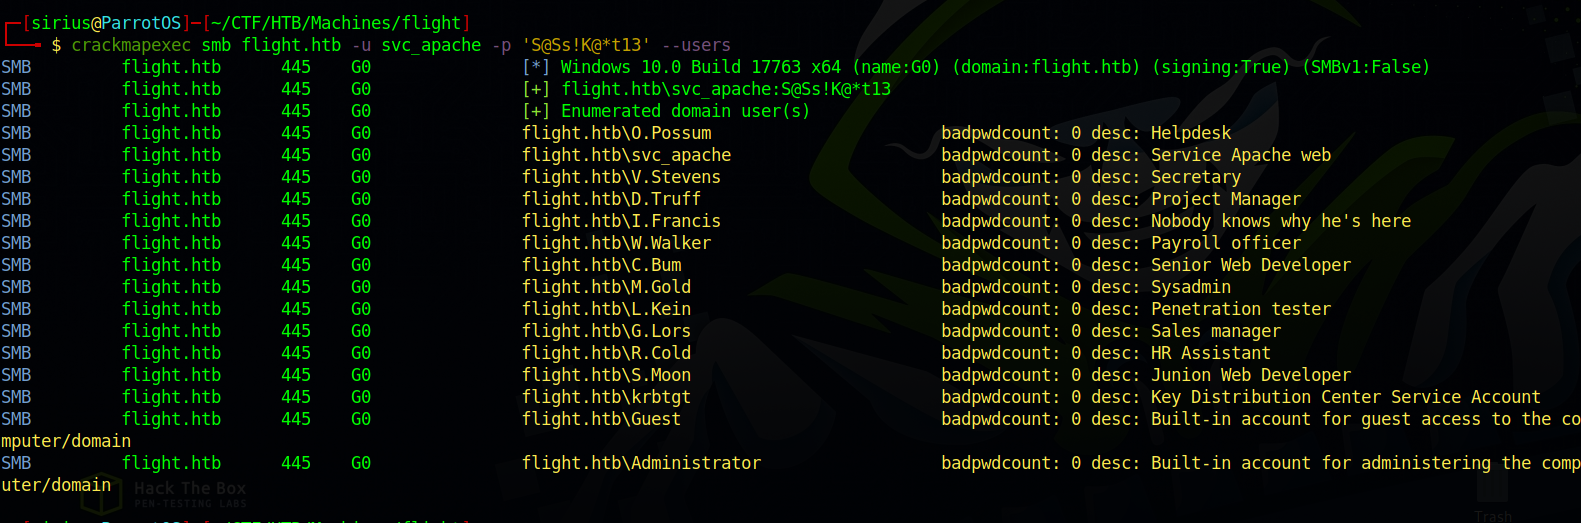 ┌─[sirius@ParrotOS]─[~/CTF/HTB/Machines/flight]
└──╼ $ crackmapexec smb flight.htb -u svc_apache -p 'S@Ss!K@*t13' --users
SMB flight.htb 445 G0 [*] Windows 10.0 Build 17763 x64 (name:G0) (domain:flight.htb) (signing:True) (SMBv1:False)
SMB flight.htb 445 G0 [+] flight.htb\svc_apache:S@Ss!K@*t13
SMB flight.htb 445 G0 [+] Enumerated domain user(s)
SMB flight.htb 445 G0 flight.htb\O.Possum badpwdcount: 0 desc: Helpdesk
SMB flight.htb 445 G0 flight.htb\svc_apache badpwdcount: 0 desc: Service Apache web
SMB flight.htb 445 G0 flight.htb\V.Stevens badpwdcount: 0 desc: Secretary
SMB flight.htb 445 G0 flight.htb\D.Truff badpwdcount: 0 desc: Project Manager
SMB flight.htb 445 G0 flight.htb\I.Francis badpwdcount: 0 desc: Nobody knows why he's here
SMB flight.htb 445 G0 flight.htb\W.Walker badpwdcount: 0 desc: Payroll officer
SMB flight.htb 445 G0 flight.htb\C.Bum badpwdcount: 0 desc: Senior Web Developer
SMB flight.htb 445 G0 flight.htb\M.Gold badpwdcount: 0 desc: Sysadmin
SMB flight.htb 445 G0 flight.htb\L.Kein badpwdcount: 0 desc: Penetration tester
SMB flight.htb 445 G0 flight.htb\G.Lors badpwdcount: 0 desc: Sales manager
SMB flight.htb 445 G0 flight.htb\R.Cold badpwdcount: 0 desc: HR Assistant
SMB flight.htb 445 G0 flight.htb\S.Moon badpwdcount: 0 desc: Junion Web Developer
SMB flight.htb 445 G0 flight.htb\krbtgt badpwdcount: 0 desc: Key Distribution Center Service Account
SMB flight.htb 445 G0 flight.htb\Guest badpwdcount: 0 desc: Built-in account for guest access to the co
mputer/domain
SMB flight.htb 445 G0 flight.htb\Administrator badpwdcount: 0 desc: Built-in account for administering the comp
uter/domain
Hack The Box
PEN-TESTING LABS
Trash